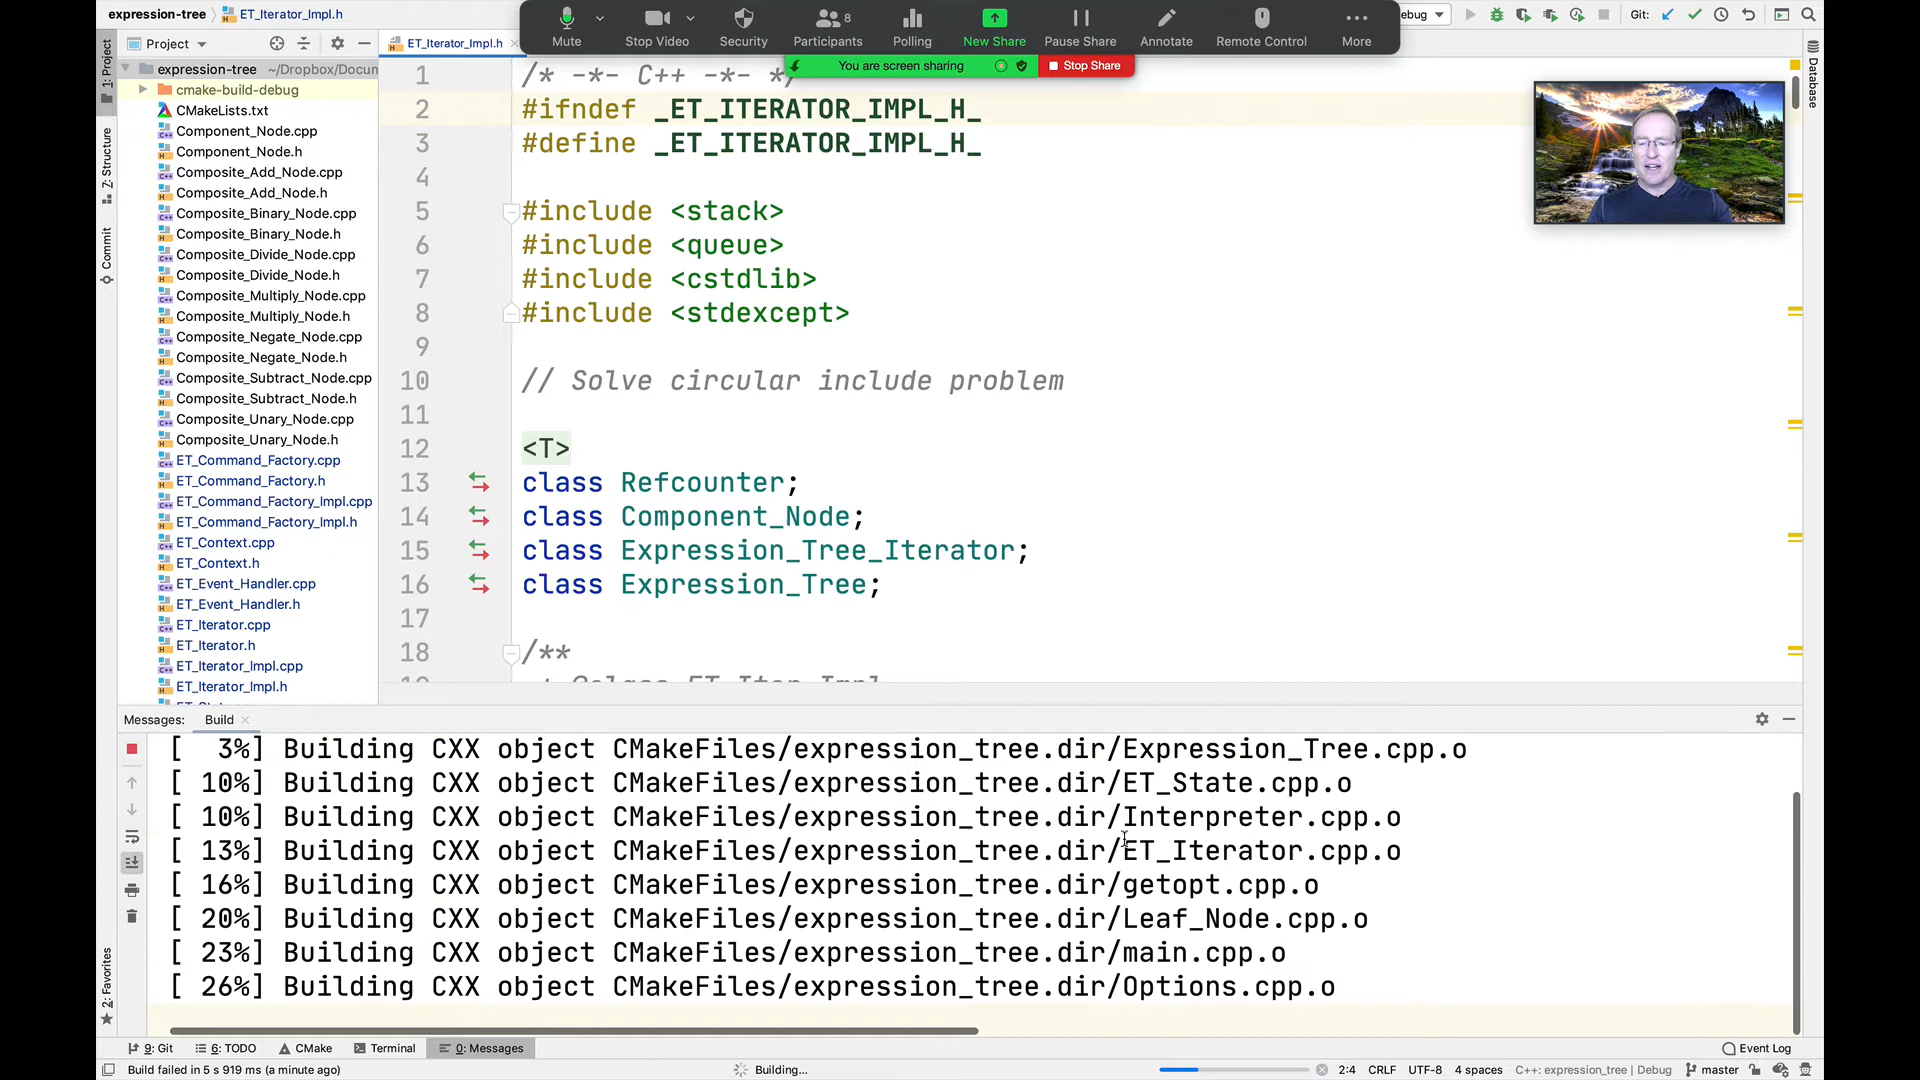 expression-tree
ET_Iterator_Impl.h
Mute
Stop Video
Security
8
Participants
Polling
New Share
Pause Share
Annotate
Remote Control
More
ebug
Git:
You are screen sharing
Stop Share
Project
ET_Iterator_Impl.h
1: Project
Z: Structure
Commit
2: Favorites
Database
expression-tree ~/Dropbox/Docum
cmake-build-debug
CMakeLists.txt
Component_Node.cpp
Component_Node.h
Composite_Add_Node.cpp
Composite_Add_Node.h
Composite_Binary_Node.cpp
Composite_Binary_Node.h
Composite_Divide_Node.cpp
Composite_Divide_Node.h
Composite_Multiply_Node.cpp
Composite_Multiply_Node.h
Composite_Negate_Node.cpp
Composite_Negate_Node.h
Composite_Subtract_Node.cpp
Composite_Subtract_Node.h
Composite_Unary_Node.cpp
Composite_Unary_Node.h
ET_Command_Factory.cpp
ET_Command_Factory.h
ET_Command_Factory_Impl.cpp
ET_Command_Factory_Impl.h
ET_Context.cpp
ET_Context.h
ET_Event_Handler.cpp
ET_Event_Handler.h
ET_Iterator.cpp
ET_Iterator.h
ET_Iterator_Impl.cpp
ET_Iterator_Impl.h
1 /* -*- C++ -*- */
2 #ifndef _ET_ITERATOR_IMPL_H_
3 #define _ET_ITERATOR_IMPL_H_
4
5 #include <stack>
6 #include <queue>
7 #include <cstdlib>
8 #include <stdexcept>
9
10 // Solve circular include problem
11
12 <T>
13 class Refcounter;
14 class Component_Node;
15 class Expression_Tree_Iterator;
16 class Expression_Tree;
17
18 /**
Messages: Build
[  3%] Building CXX object CMakeFiles/expression_tree.dir/Expression_Tree.cpp.o
[ 10%] Building CXX object CMakeFiles/expression_tree.dir/ET_State.cpp.o
[ 10%] Building CXX object CMakeFiles/expression_tree.dir/Interpreter.cpp.o
[ 13%] Building CXX object CMakeFiles/expression_tree.dir/ET_Iterator.cpp.o
[ 16%] Building CXX object CMakeFiles/expression_tree.dir/getopt.cpp.o
[ 20%] Building CXX object CMakeFiles/expression_tree.dir/Leaf_Node.cpp.o
[ 23%] Building CXX object CMakeFiles/expression_tree.dir/main.cpp.o
[ 26%] Building CXX object CMakeFiles/expression_tree.dir/Options.cpp.o
9: Git
6: TODO
CMake
Terminal
0: Messages
Event Log
Build failed in 5 s 919 ms (a minute ago)
Building...
2:4
CRLF
UTF-8
4 spaces
C++: expression_tree | Debug
master